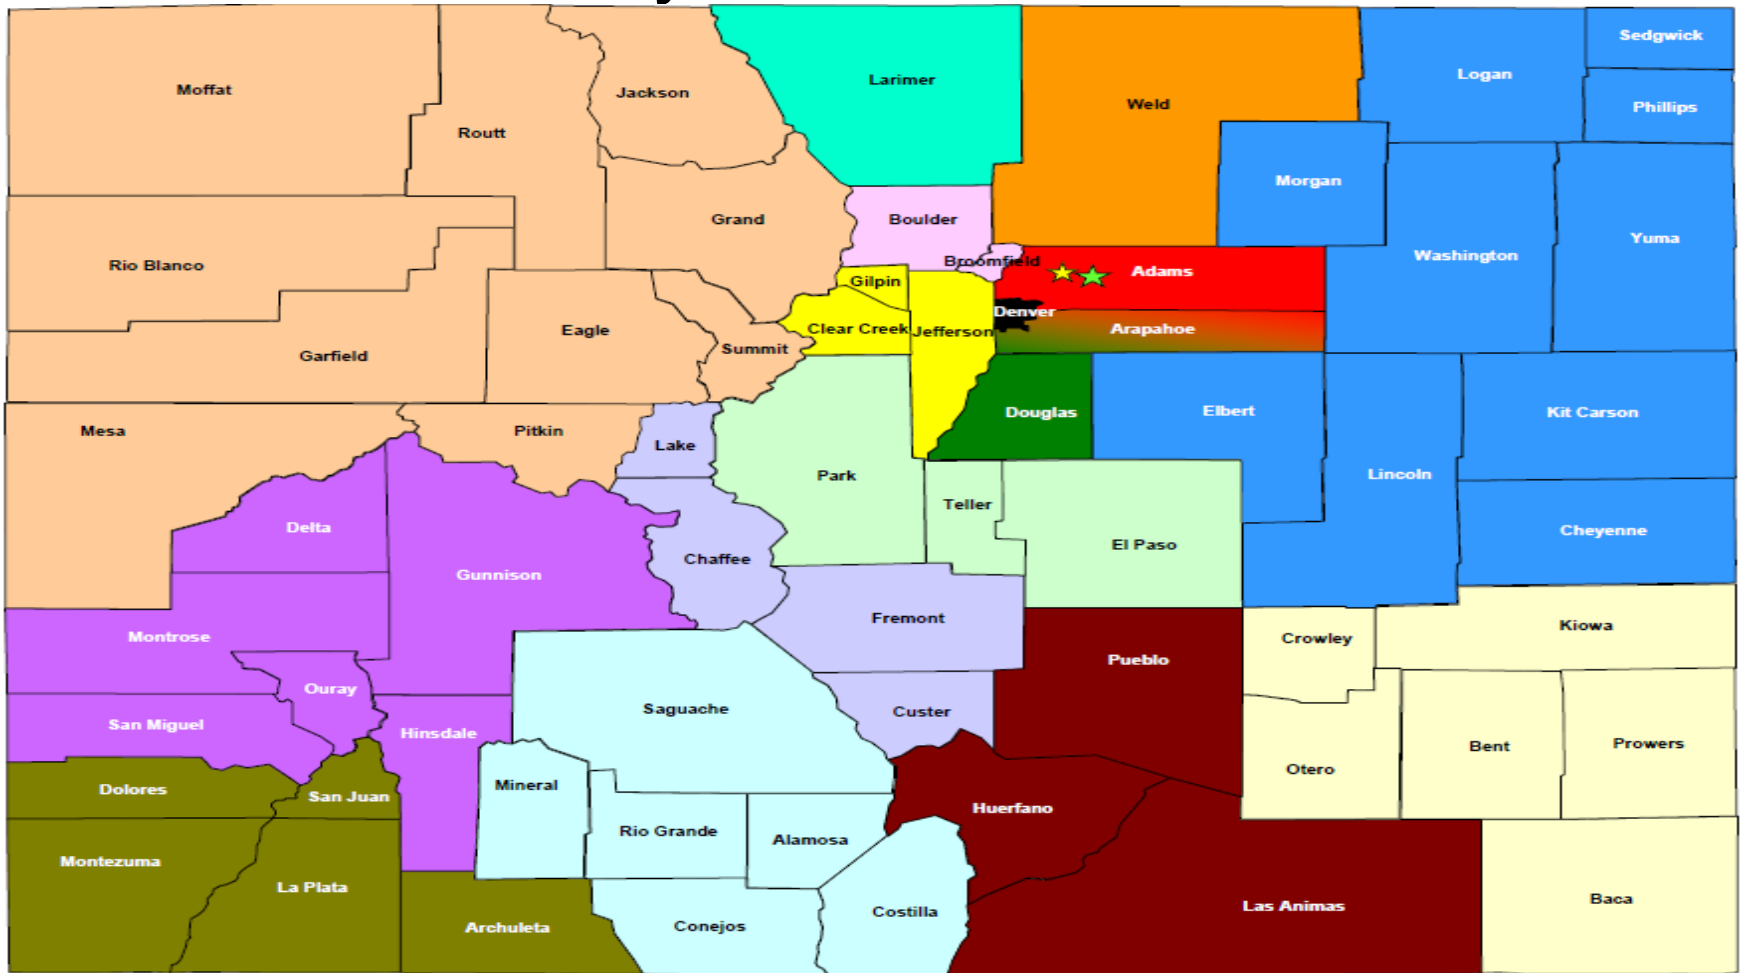 Sedgwick
Logan
Larimer
Moffat
Jackson
Weld
Phillips
Routt
Morgan
Grand
Boulder
Yuma
Washington
Rio Blanco
Broomfield
Adams
Gilpin
Denver
Eagle
Clear Creek
Jefferson
Arapahoe
Garfield
Summit
Mesa
Pitkin
Douglas
Elbert
Kit Carson
Lake
Park
Lincoln
Teller
Delta
Cheyenne
El Paso
Chaffee
Gunnison
Fremont
Kiowa
Montrose
Crowley
Pueblo
Ouray
Saguache
Custer
San Miguel
Hinsdale
Prowers
Bent
Otero
Mineral
Dolores
San Juan
Huerfano
Rio Grande
Alamosa
Montezuma
La Plata
Baca
Las Animas
Costilla
Conejos
Archuleta